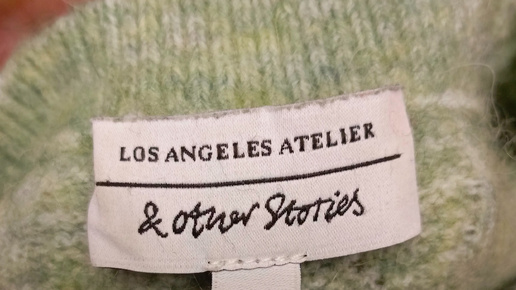 LOS ANGELES ATELIER
& other Stories